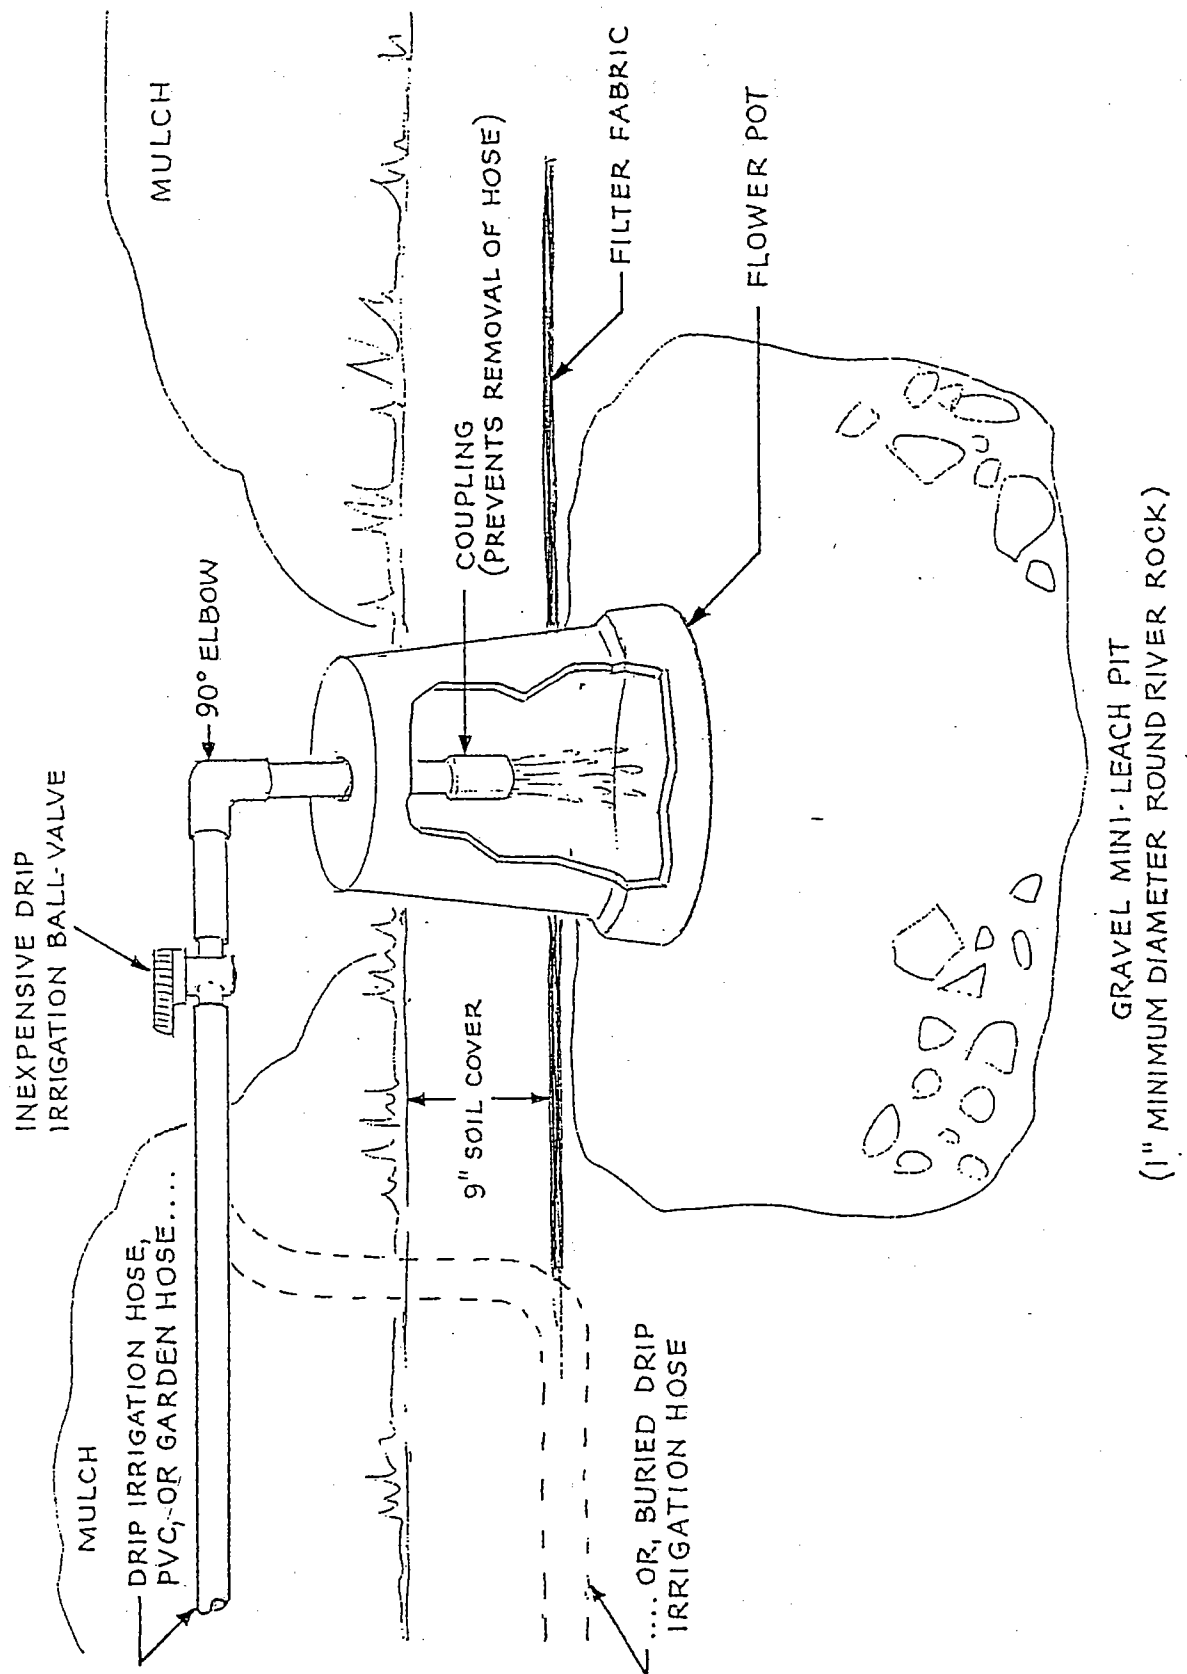 INEXPENSIVE DRIP
IRRIGATION BALL-VALVE
MULCH
90° ELBOW
MULCH
DRIP IRRIGATION HOSE,
PVC, OR GARDEN HOSE.....
COUPLING
(PREVENTS REMOVAL OF HOSE)
9" SOIL COVER
FILTER FABRIC
..... OR, BURIED DRIP
IRRIGATION HOSE
FLOWER POT
GRAVEL MINI-LEACH PIT
(1" MINIMUM DIAMETER ROUND RIVER ROCK)